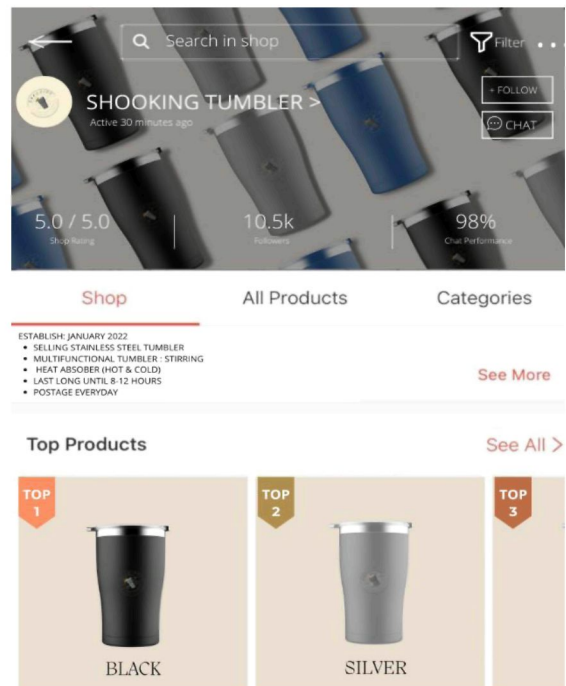 Search in shop
Filter
SHOOKING TUMBLER >
Active 30 minutes ago
+ FOLLOW
CHAT
5.0 / 5.0
Shop Rating
10.5k
Followers
98%
Chat Performance
Shop
All Products
Categories
ESTABLISH: JANUARY 2022
• SELLING STAINLESS STEEL TUMBLER
• MULTIFUNCTIONAL TUMBLER : STIRRING
• HEAT ABSOBER (HOT & COLD)
• LAST LONG UNTIL 8-12 HOURS
• POSTAGE EVERYDAY
See More
Top Products
See All >
TOP
1
TOP
2
TOP
3
BLACK
SILVER